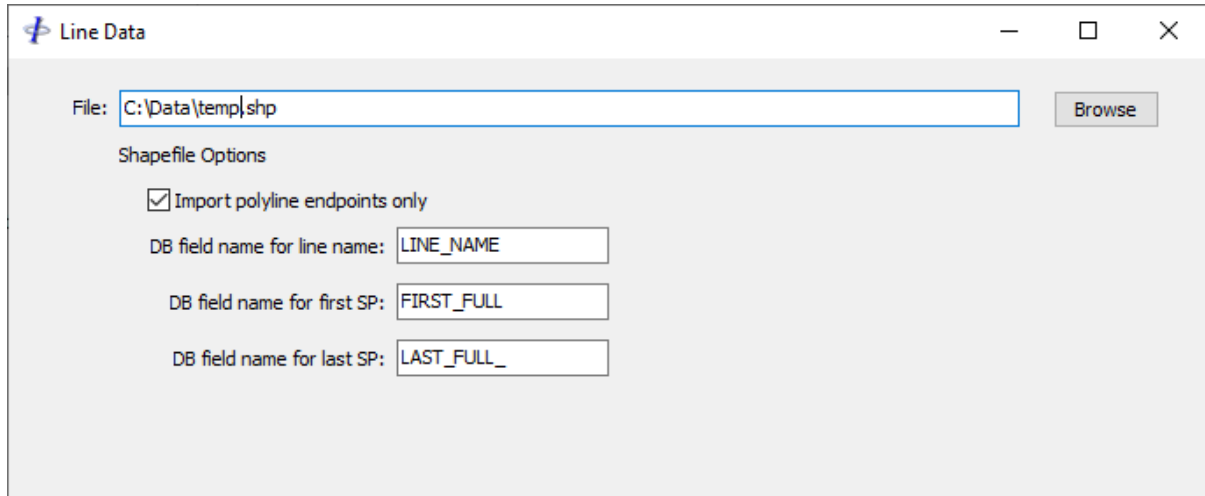 Line Data
File: C:\Data\temp.shp Browse
Shapefile Options
Import polyline endpoints only
DB field name for line name: LINE_NAME
DB field name for first SP: FIRST_FULL
DB field name for last SP: LAST_FULL_